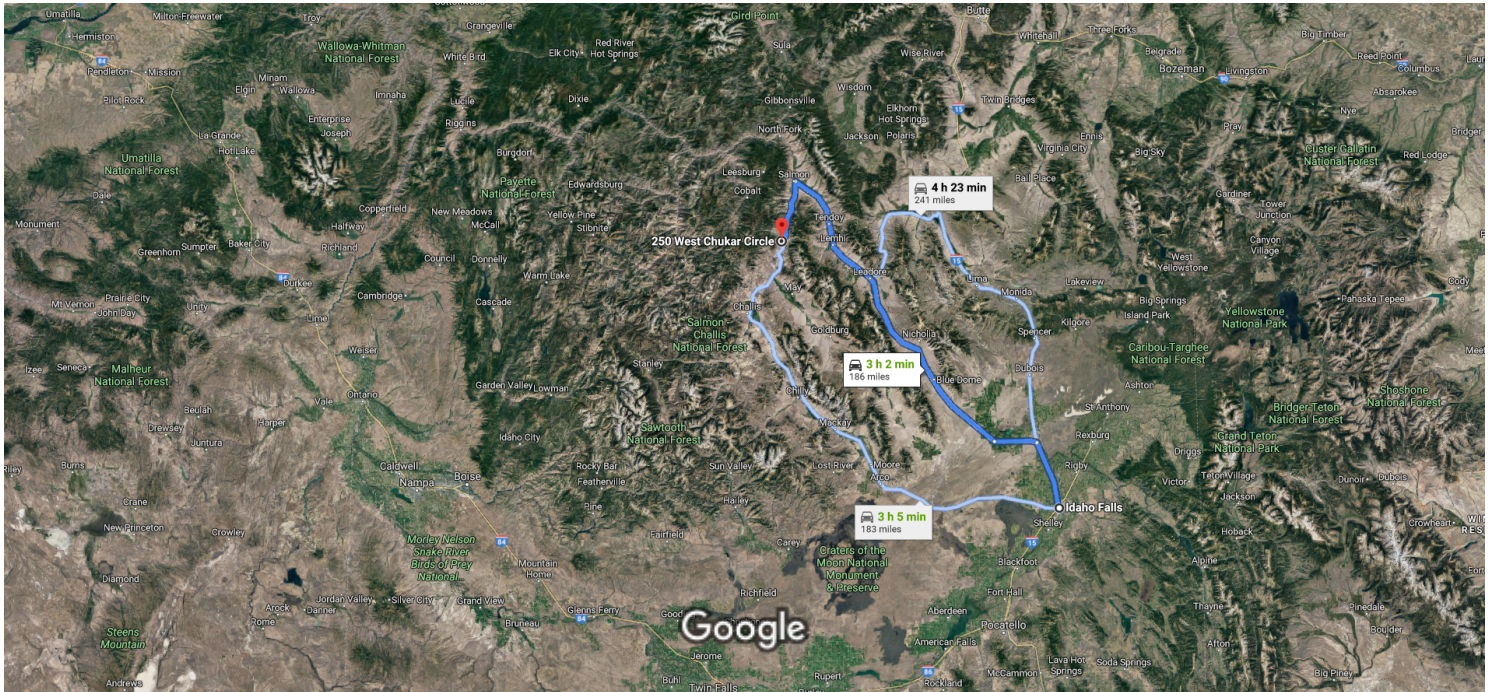 Umatilla
Milton-Freewater
Troy
Grangeville
Gird Point
Butte
Hermiston
Wallowa-Whitman
National Forest
White Bird
Elk City
Red River
Hot Springs
Sula
Wise River
Whitehall
Three Forks
Belgrade
Big Timber
Reed Point
Columbus
84
Pendleton
Mission
Minam
Wallowa
Elgin
Imnaha
Lucile
Dixie
Gibbonsville
Wisdom
Bozeman
Livingston
90
Absarokee
Pilot Rock
Enterprise
Joseph
Riggins
Elkhorn
Hot Springs
15
Twin Bridges
Nye
La Grande
Hot Lake
Burgdorf
North Fork
Jackson
Polaris
Ennis
Virginia City
Pray
Bridger
Umatilla
National Forest
Payette
National Forest
Edwardsburg
Leesburg
Cobalt
Salmon
Big Sky
Custer Gallatin
National Forest
Red Lodge
Dale
4 h 23 min
241 miles
Ball Place
Gardiner
Monument
Copperfield
Halfway
Richland
New Meadows
McCall
Yellow Pine
Stibnite
Tendoy
Lemhi
Tower
Junction
Greenhorn
Sumpter
Baker City
250 West Chukar Circle
Canyon
Village
Council
Donnelly
Warm Lake
15
West
Yellowstone
84
Durkee
Leadore
Lima
Lakeview
Cody
Mt Vernon
Prairie City
John Day
Unity
Cambridge
Cascade
May
Challis
Monida
Big Springs
Island Park
Pahaska Tepee
Lime
Salmon-
Challis
National Forest
Goldburg
Nicholia
Spencer
Kilgore
Yellowstone
National Park
Izee
Seneca
Malheur
National Forest
Weiser
Stanley
3 h 2 min
186 miles
Dubois
Caribou-Targhee
National Forest
Garden Valley
Lowman
Chilly
Blue Dome
Ashton
Shoshone
National Forest
Beulah
Drewsey
Juntura
Harper
Vale
Ontario
Mackay
St Anthony
Bridger-Teton
National Forest
Idaho City
Sawtooth
National Forest
Rexburg
Grand Teton
National Park
Riley
Burns
Caldwell
Nampa
Boise
Rocky Bar
Featherville
Sun Valley
Lost River
Moore
Arco
Rigby
Driggs
Victor
Teton Village
Jackson
Dunoir
Dubois
Crane
New Princeton
Crowley
Pine
Hailey
3 h 5 min
183 miles
Idaho Falls
Shelley
Hoback
Crowheart
Morley Nelson
Snake River
Birds of Prey
National...
84
Fairfield
Carey
Craters of the
Moon National
Monument
& Preserve
15
Blackfoot
Alpine
Diamond
Mountain
Home
Fort Hall
Arock
Rome
Jordan Valley
Danner
Silver City
Grand View
Bruneau
Glenns Ferry
84
Richfield
Google
Aberdeen
Pocatello
Thayne
Pinedale
Boulder
Steens
Mountain
American Falls
Afton
Andrews
Jerome
Buhl
Twin Falls
Rupert
86
Rockland
McCammon
Lava Hot
Springs
Soda Springs
Big Piney